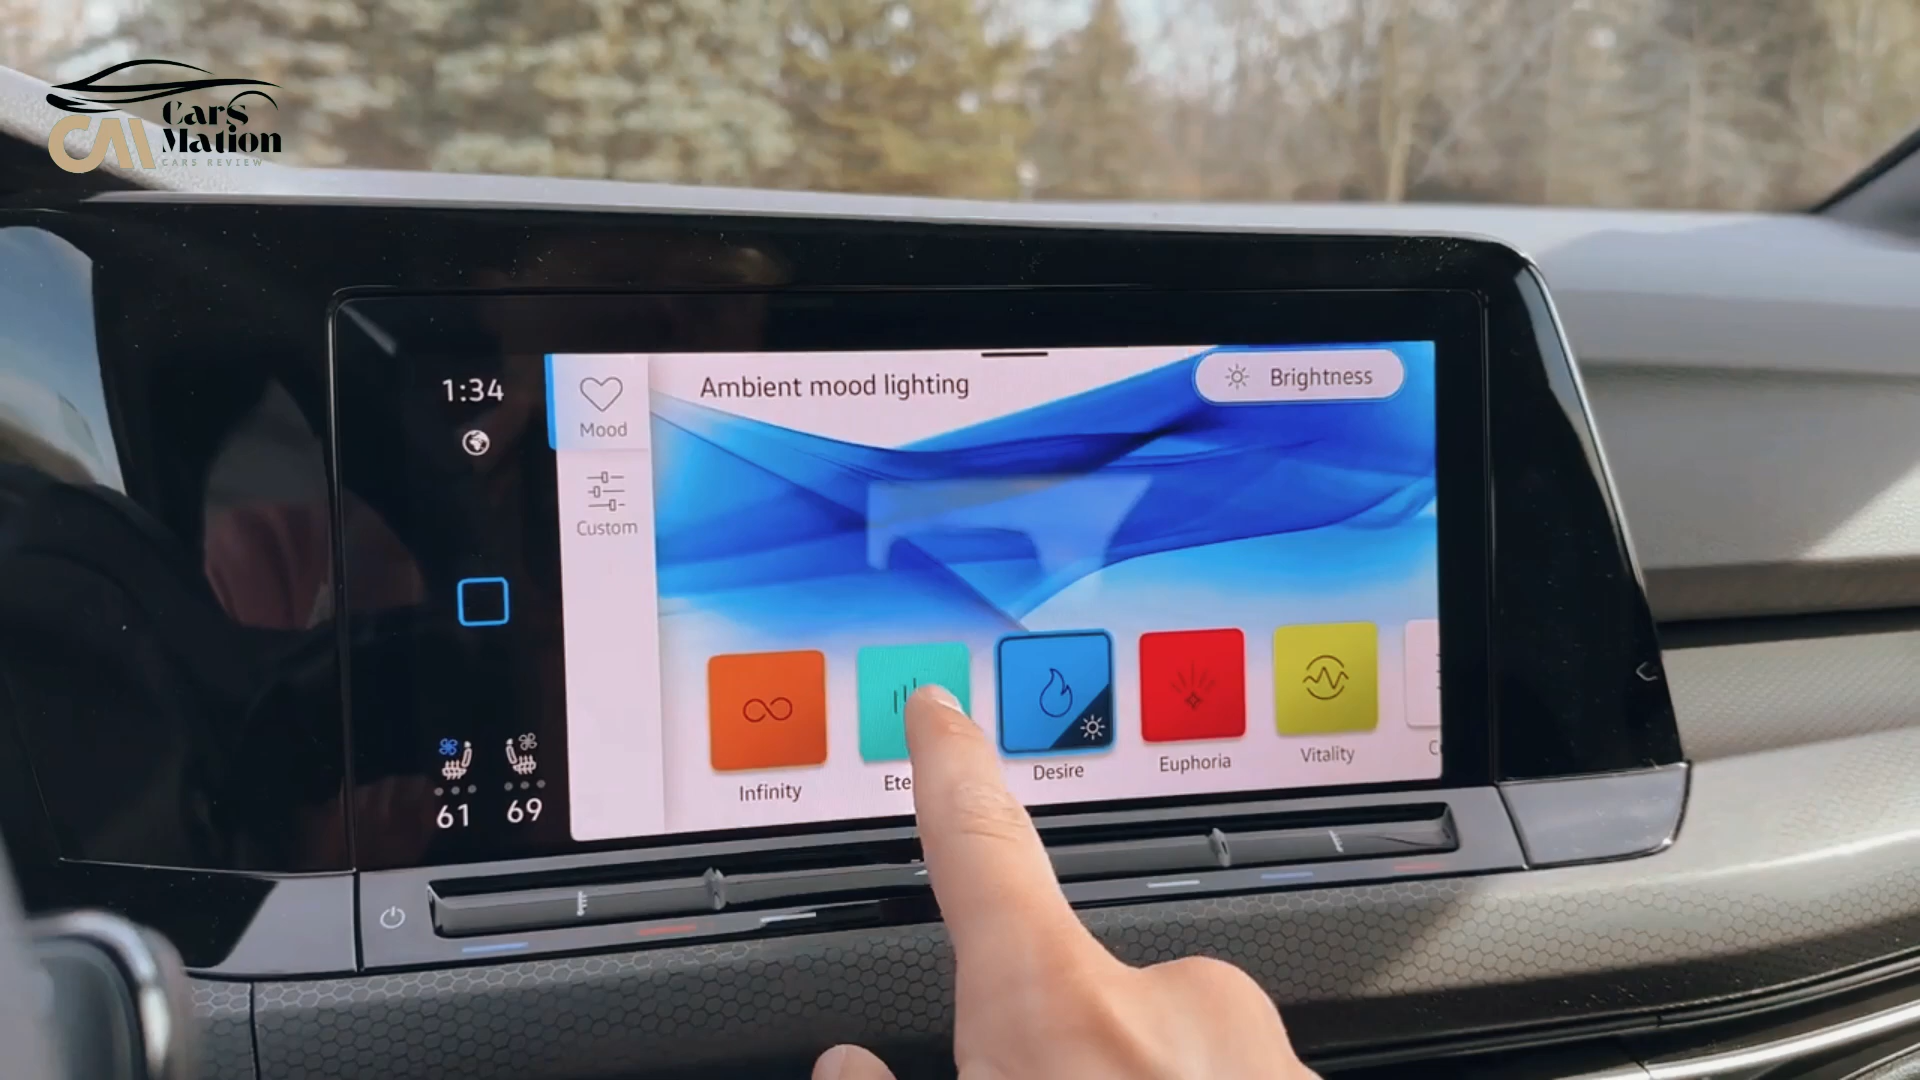 Cars
Mation
CARS REVIEW
1:34
Mood
Custom
Ambient mood lighting
Brightness
Infinity
Desire
Euphoria
Vitality
61
69